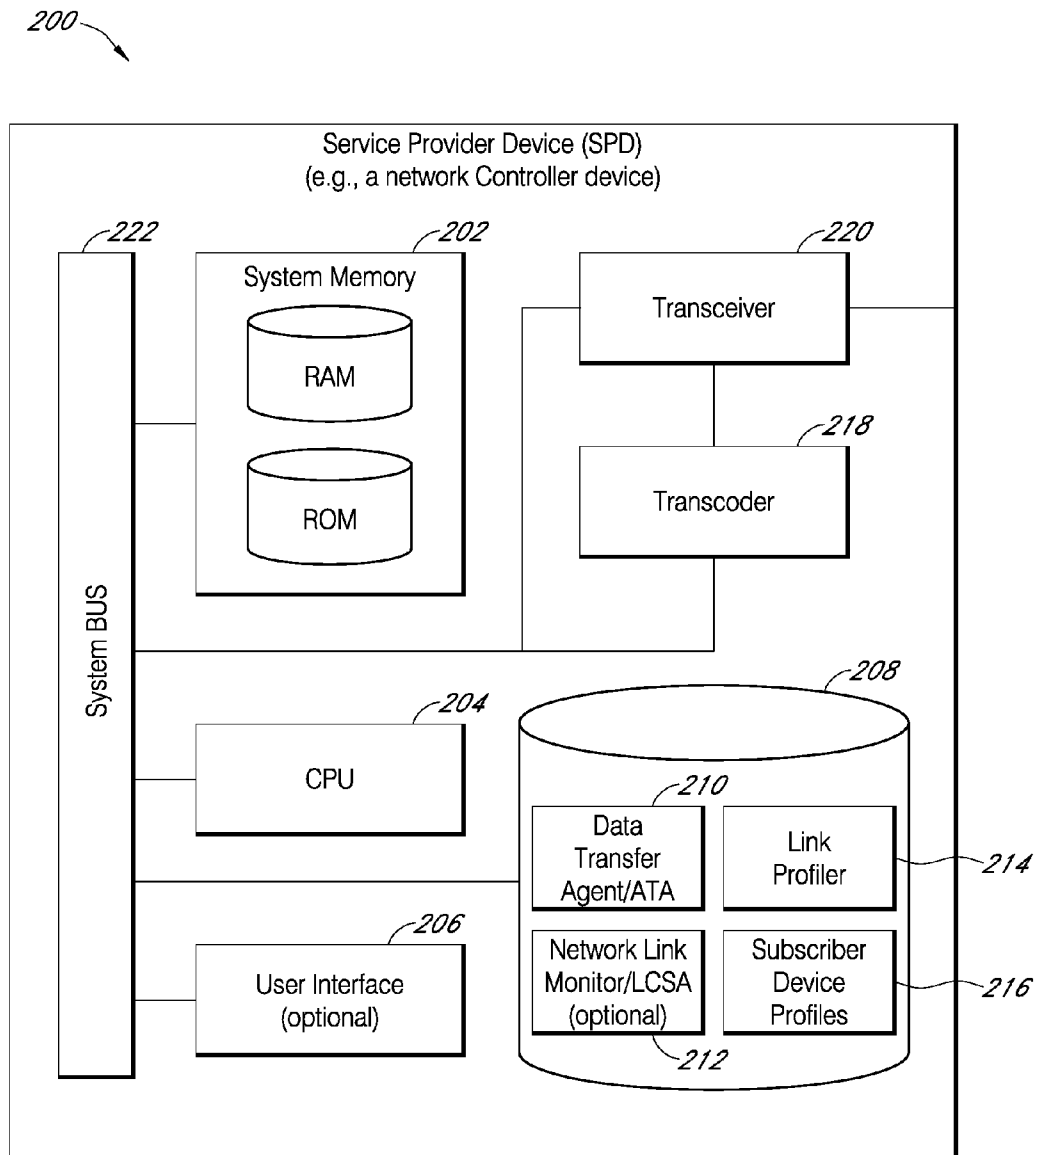 200
Service Provider Device (SPD)
(e.g., a network Controller device)
222
202
220
System Memory
RAM
ROM
Transceiver
218
Transcoder
System BUS
204
CPU
208
210
Data
Transfer
Agent/ATA
Link
Profiler
214
206
User Interface
(optional)
Network Link
Monitor/LCSA
(optional)
212
Subscriber
Device
Profiles
216